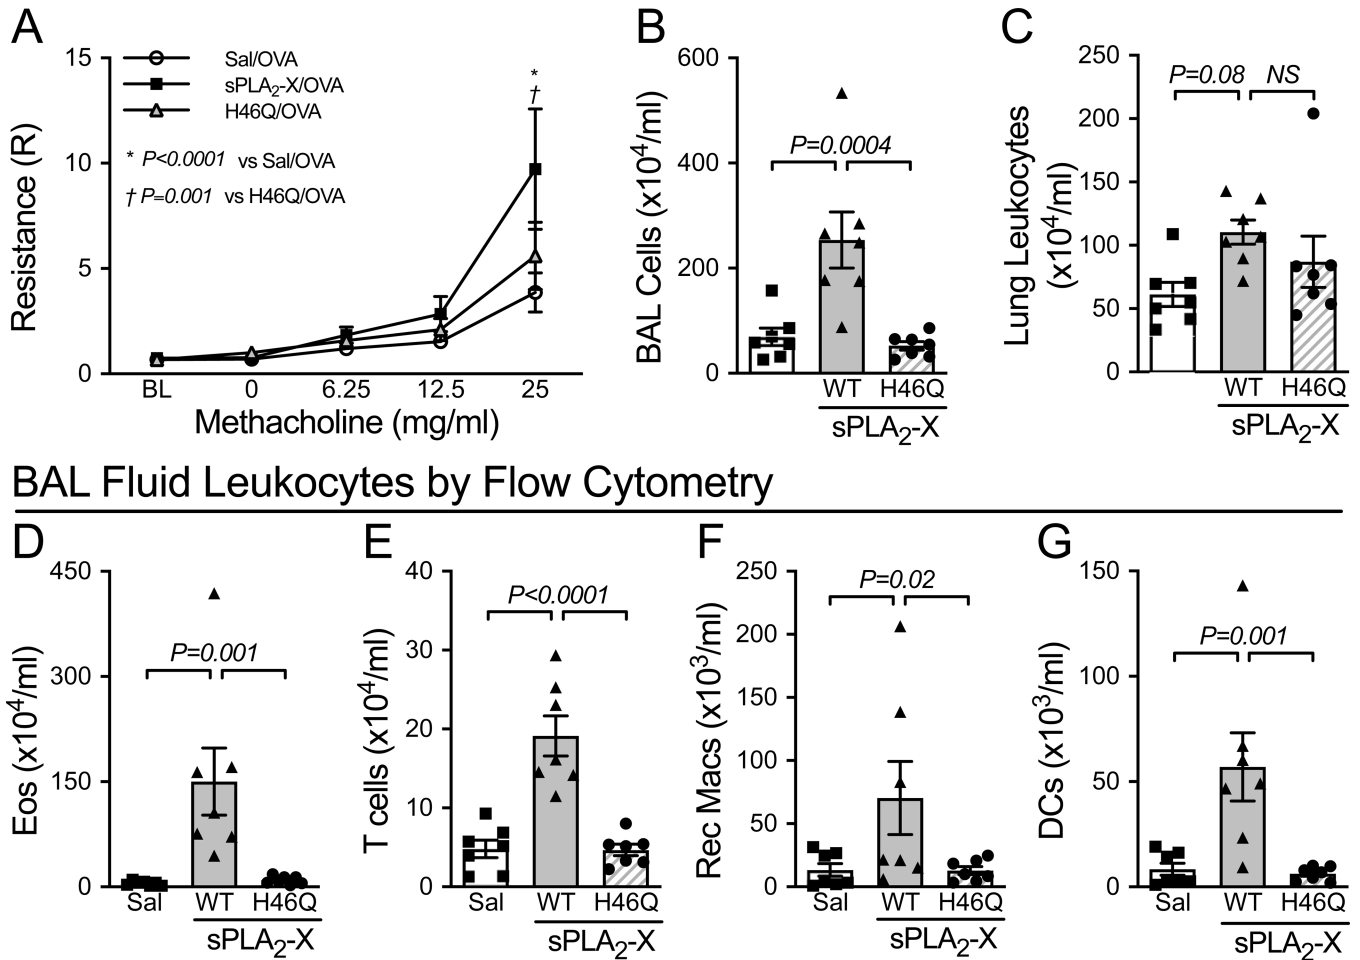 A
Sal/OVA
sPLA2-X/OVA
H46Q/OVA
* P<0.0001 vs Sal/OVA
† P=0.001 vs H46Q/OVA
*
†
Resistance (R)
15
10
5
0
BL 0 6.25 12.5 25
Methacholine (mg/ml)
B
BAL Cells (x10⁴/ml)
600
400
200
0
P=0.0004
WT H46Q
sPLA2-X
C
Lung Leukocytes
(x10⁴/ml)
250
200
150
100
50
0
P=0.08 NS
WT H46Q
sPLA2-X
BAL Fluid Leukocytes by Flow Cytometry
D
Eos (x10⁴/ml)
450
300
150
0
P=0.001
Sal WT H46Q
sPLA2-X
E
T cells (x10⁴/ml)
40
30
20
10
0
P<0.0001
Sal WT H46Q
sPLA2-X
F
Rec Macs (x10³/ml)
250
200
150
100
50
0
P=0.02
Sal WT H46Q
sPLA2-X
G
DCs (x10³/ml)
150
100
50
0
P=0.001
Sal WT H46Q
sPLA2-X